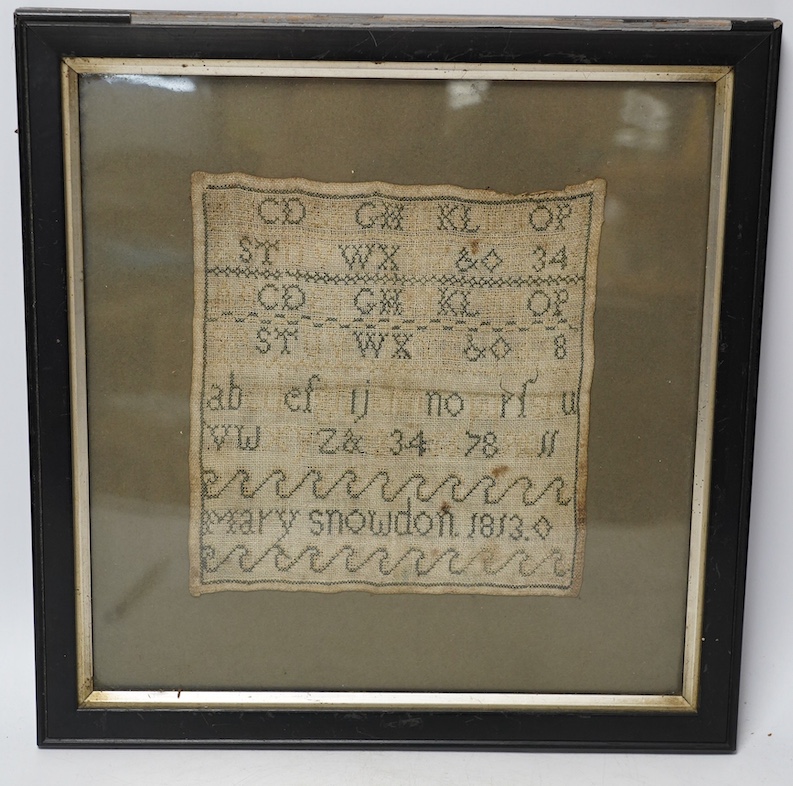 CD GH KL OP
ST WX &◇ 34
CD GH KL OP
ST WX &◇ 8
ab ef ij no rſ u
VW Z& 34 78 11
Mary snowdon. 1813.◇